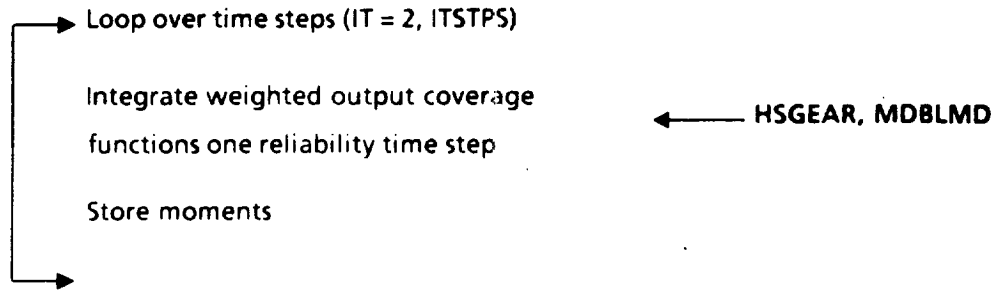 Loop over time steps (IT = 2, ITSTPS)
Integrate weighted output coverage
functions one reliability time step
HSGEAR, MDBLMD
Store moments